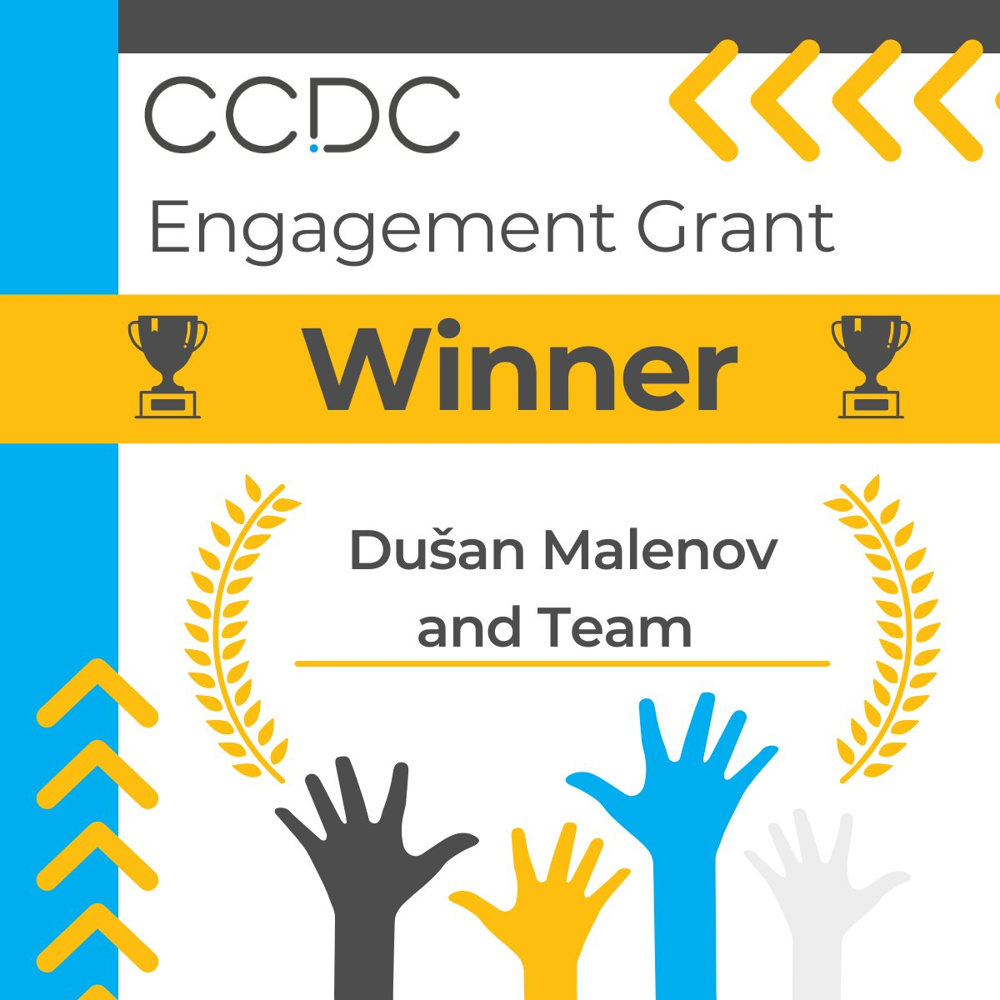 CCDC
Engagement Grant
Winner
Dušan Malenov
and Team